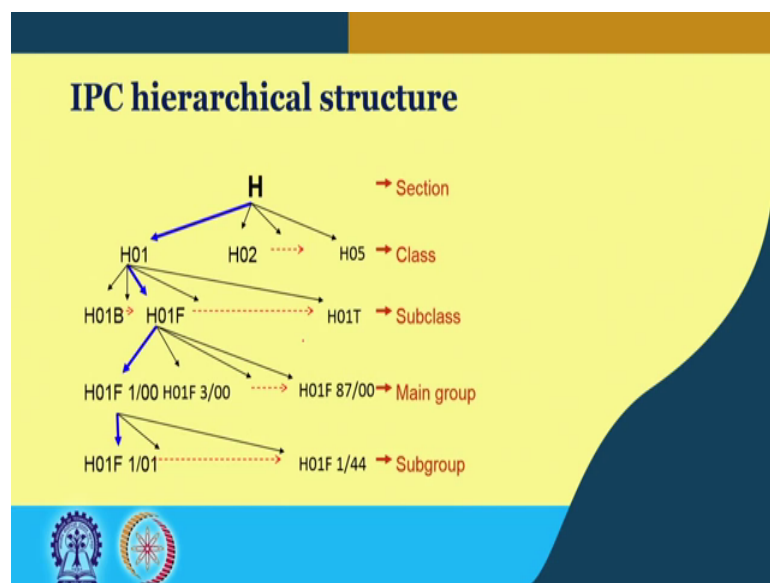 IPC hierarchical structure
H → Section
H01 H02 H05 → Class
H01B H01F H01T → Subclass
H01F 1/00 H01F 3/00 H01F 87/00 → Main group
H01F 1/01 H01F 1/44 → Subgroup